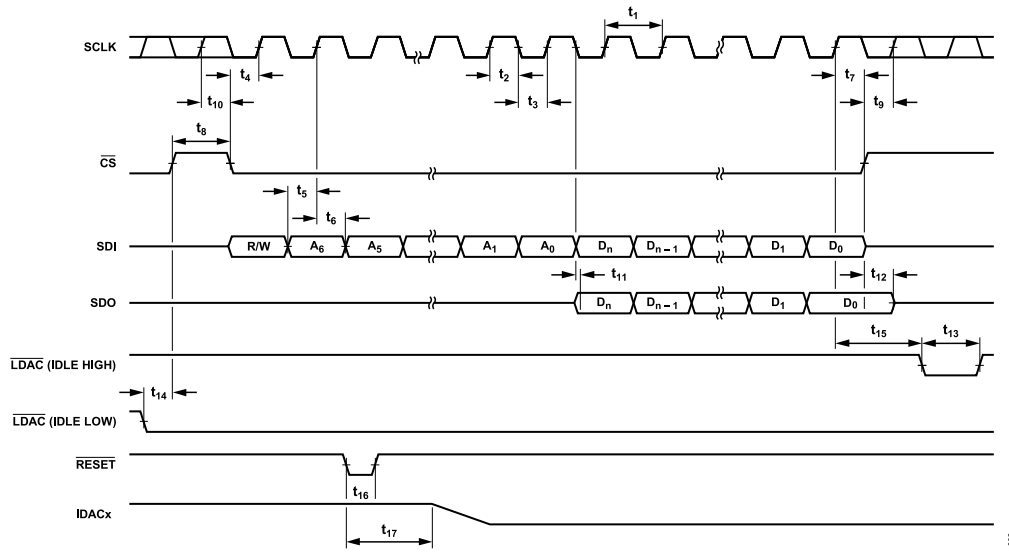 t1
SCLK
t4
t2
t7
t10
t3
t9
t8
CS
t5
t6
SDI
R/W
A6
A5
A1
A0
Dn
Dn – 1
D1
D0
t11
t12
SDO
Dn
Dn – 1
D1
D0
t15
t13
LDAC (IDLE HIGH)
t14
LDAC (IDLE LOW)
RESET
t16
IDACx
t17